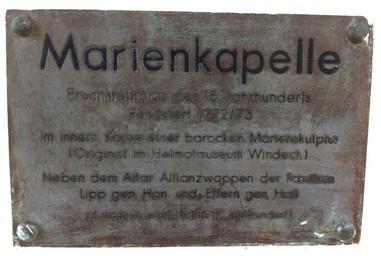 Marienkapelle
Bruchsteinbau des 18. Jahrhunderts
Renoviert 1972/73
Im Innern Kopie einer barocken Marienskulptur
(Original im Heimatmuseum Windeck)
Neben dem Altar Allianzwappen der Familien
Lipp gen. Hon und Effern gen. Hall